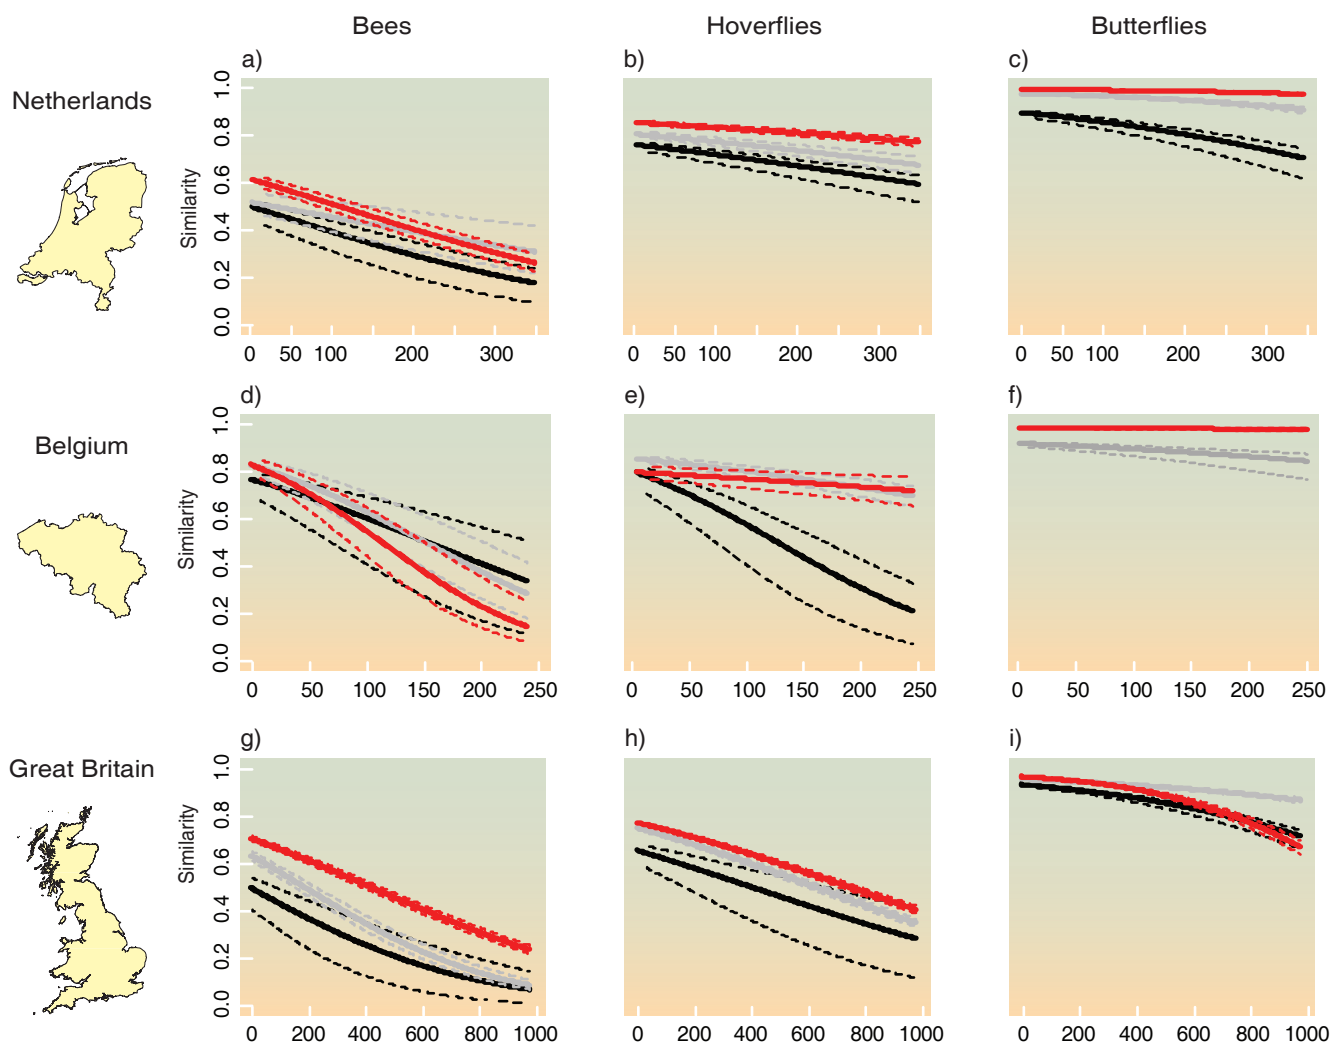 Bees Hoverflies Butterflies
a) b) c)
Netherlands
Similarity
1.0
0.8
0.6
0.4
0.2
0.0
0 50 100 200 300
0 50 100 200 300
0 50 100 200 300
d) e) f)
Belgium
Similarity
1.0
0.8
0.6
0.4
0.2
0.0
0 50 100 150 200 250
0 50 100 150 200 250
0 50 100 150 200 250
g) h) i)
Great Britain
Similarity
1.0
0.8
0.6
0.4
0.2
0.0
0 200 400 600 800 1000
0 200 400 600 800 1000
0 200 400 600 800 1000